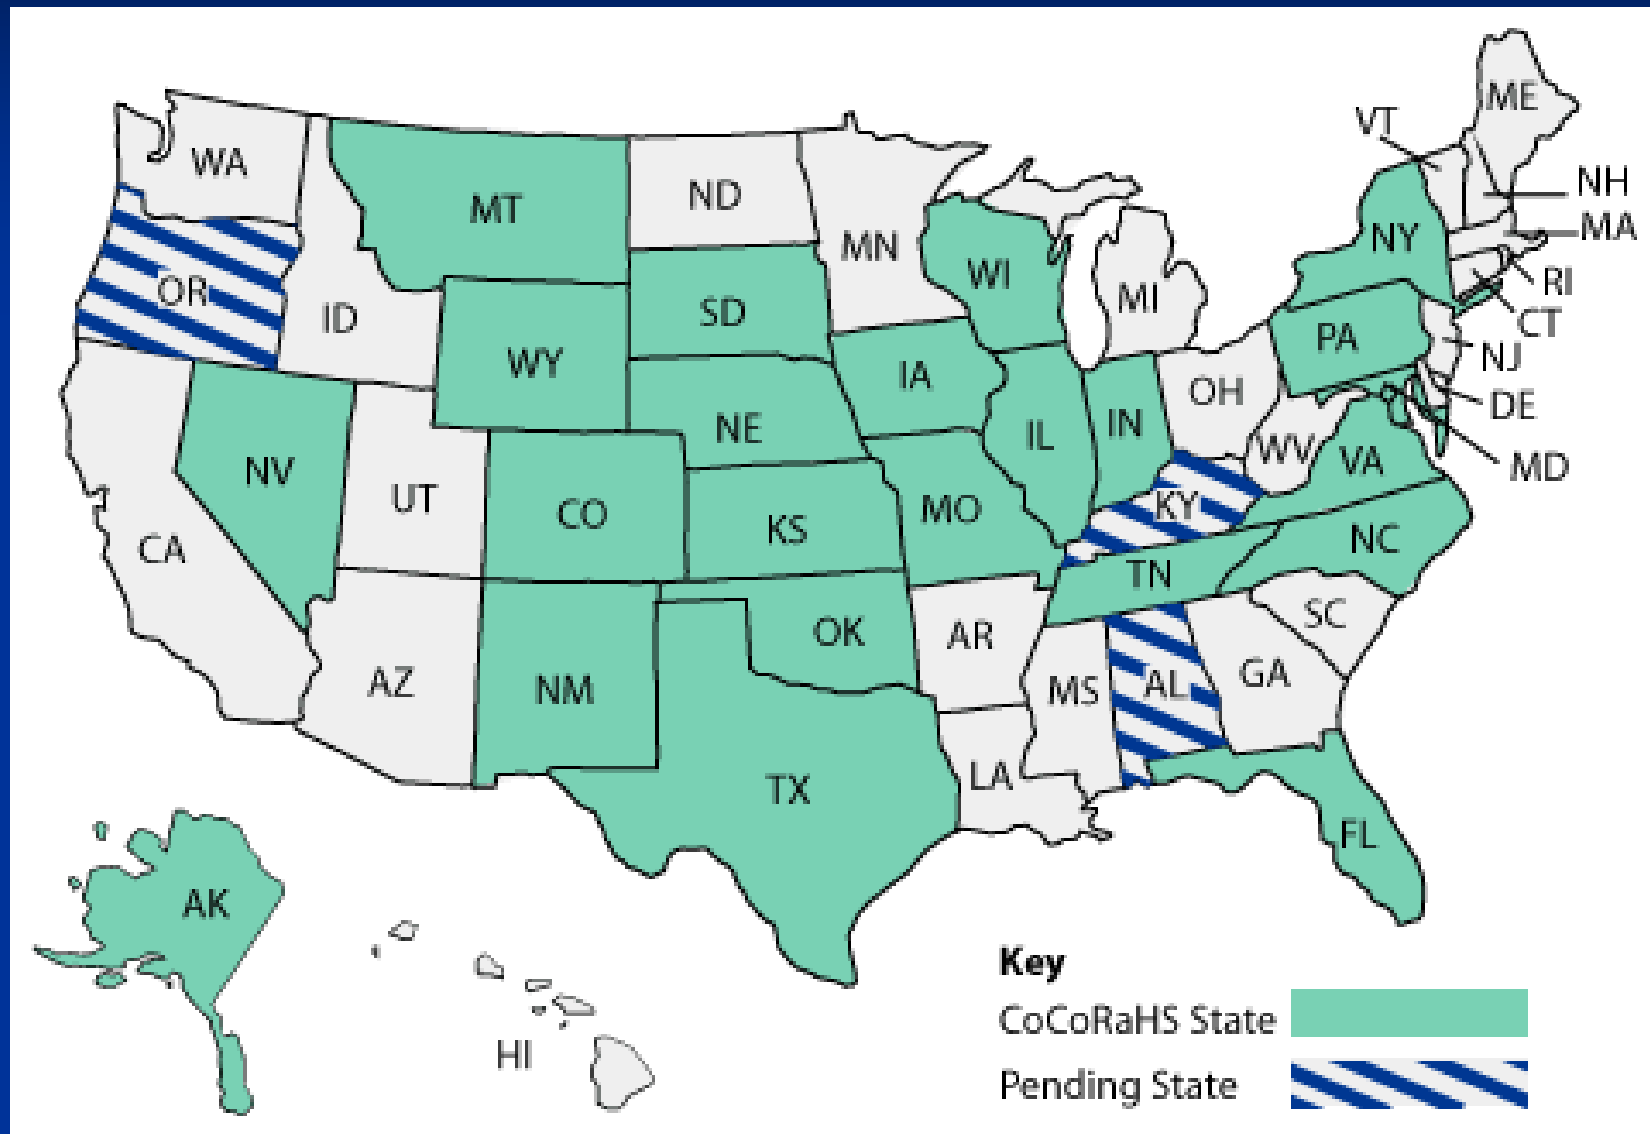 ME
VT
WA
NH
ND
MT
MA
NY
MN
WI
RI
OR
MI
SD
ID
CT
PA
NJ
WY
IA
OH
DE
NE
IN
IL
WV
VA
MD
NV
UT
CO
MO
KY
KS
NC
CA
TN
SC
OK
AR
GA
AZ
NM
MS
AL
LA
TX
FL
AK
HI
Key
CoCoRaHS State
Pending State